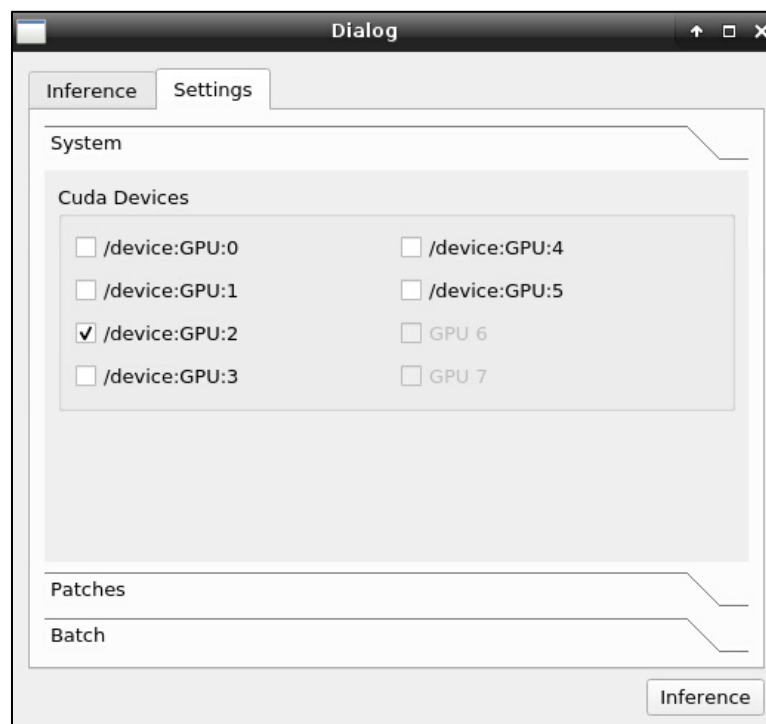 Dialog
Inference
Settings
System
Cuda Devices
/device:GPU:0
/device:GPU:1
/device:GPU:2
/device:GPU:3
/device:GPU:4
/device:GPU:5
GPU 6
GPU 7
Patches
Batch
Inference